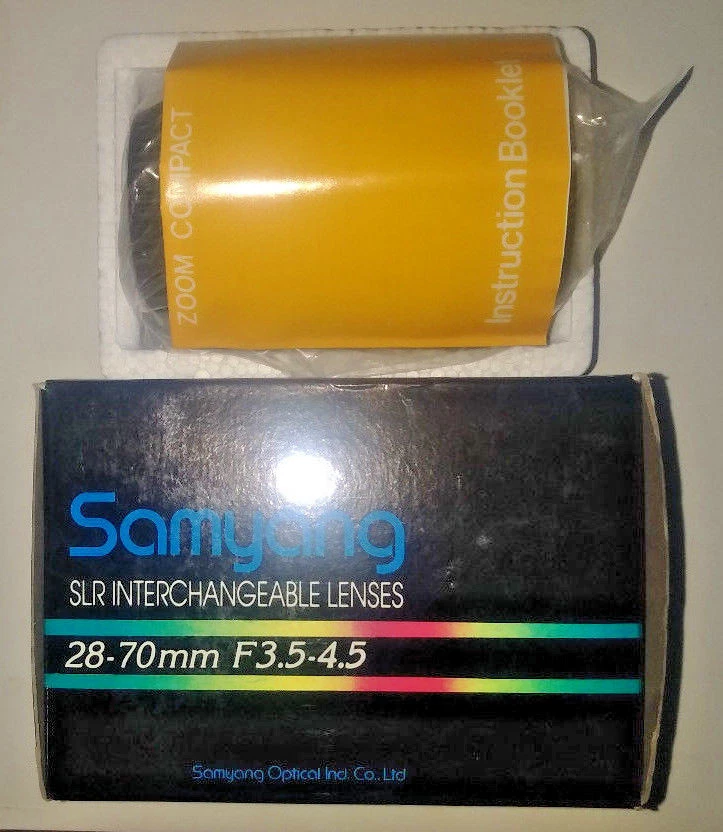 ZOOM COMPACT
Instruction Booklet
Samyang
SLR INTERCHANGEABLE LENSES
28-70mm F3.5-4.5
Samyang Optical Ind. Co., Ltd